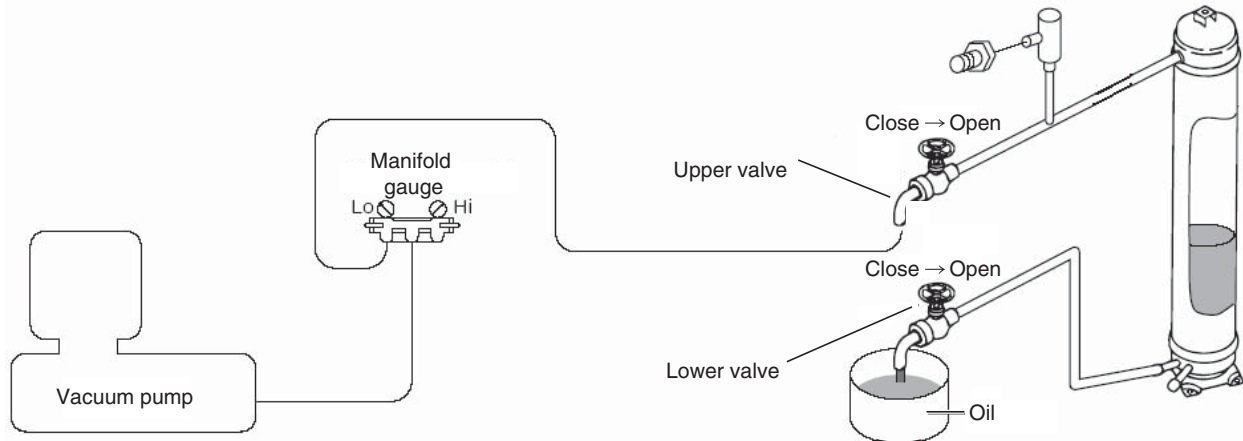 Close → Open
Manifold
gauge
Upper valve
Lo
Hi
Close → Open
Lower valve
Vacuum pump
Oil